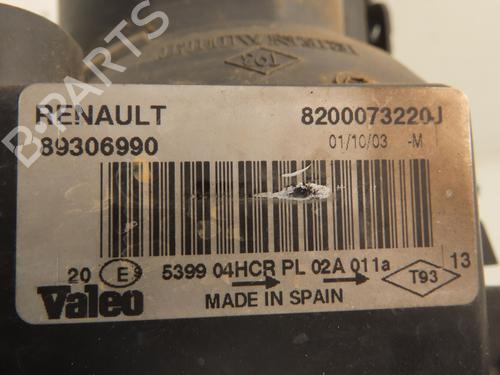 B-PARTS
RENAULT 8200073220J
89306990 01/10/03 -M
20 E9 5399 04HCR PL 02A 011a T93 13
Valeo MADE IN SPAIN